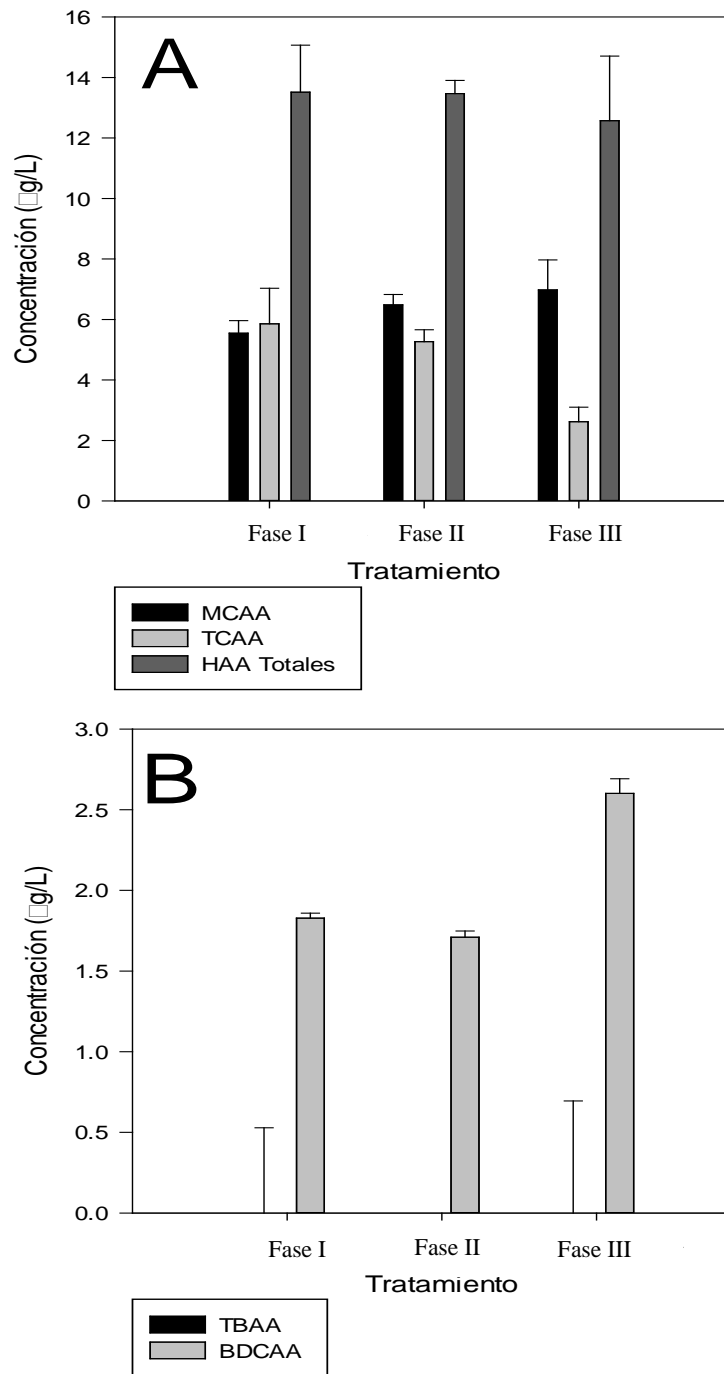 A
16
14
12
10
8
6
4
2
0
Concentración (□g/L)
Fase I Fase II Fase III
Tratamiento
MCAA
TCAA
HAA Totales
B
3.0
2.5
2.0
1.5
1.0
0.5
0.0
Concentración (□g/L)
Fase I Fase II Fase III
Tratamiento
TBAA
BDCAA